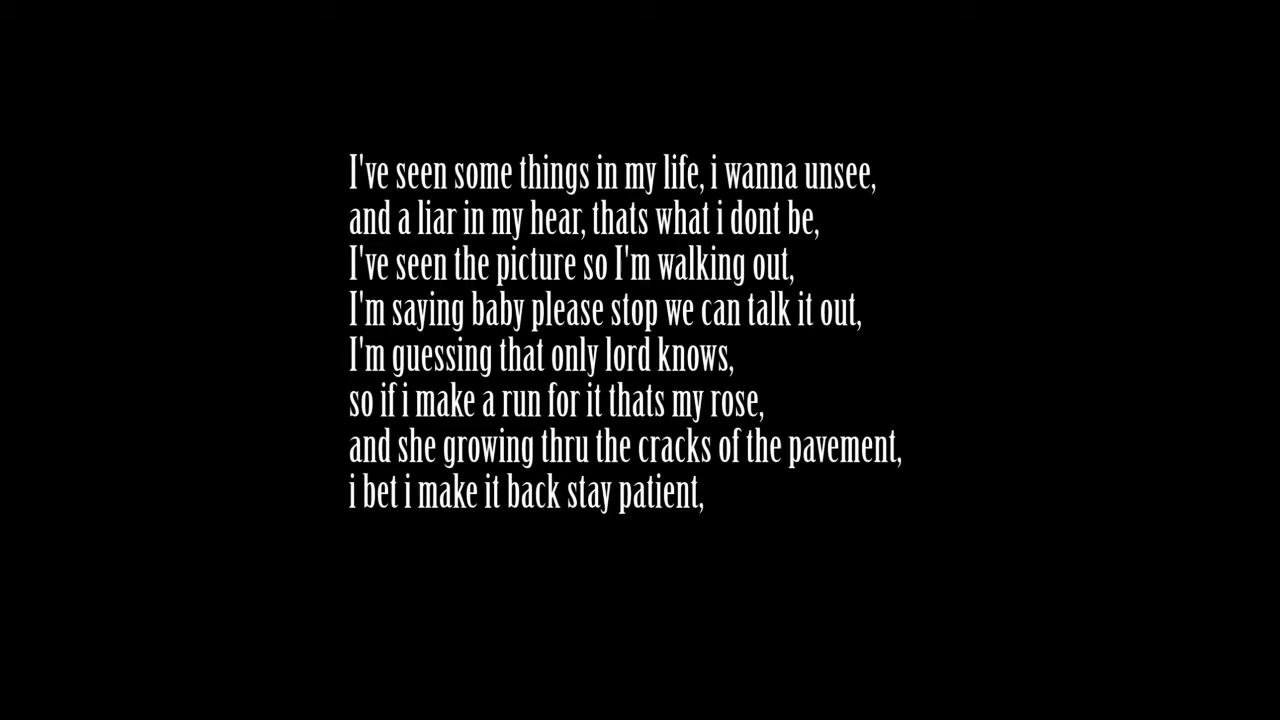 I've seen some things in my life, i wanna unsee,
and a liar in my hear, thats what i dont be,
I've seen the picture so I'm walking out,
I'm saying baby please stop we can talk it out,
I'm guessing that only lord knows,
so if i make a run for it thats my rose,
and she growing thru the cracks of the pavement,
i bet i make it back stay patient,